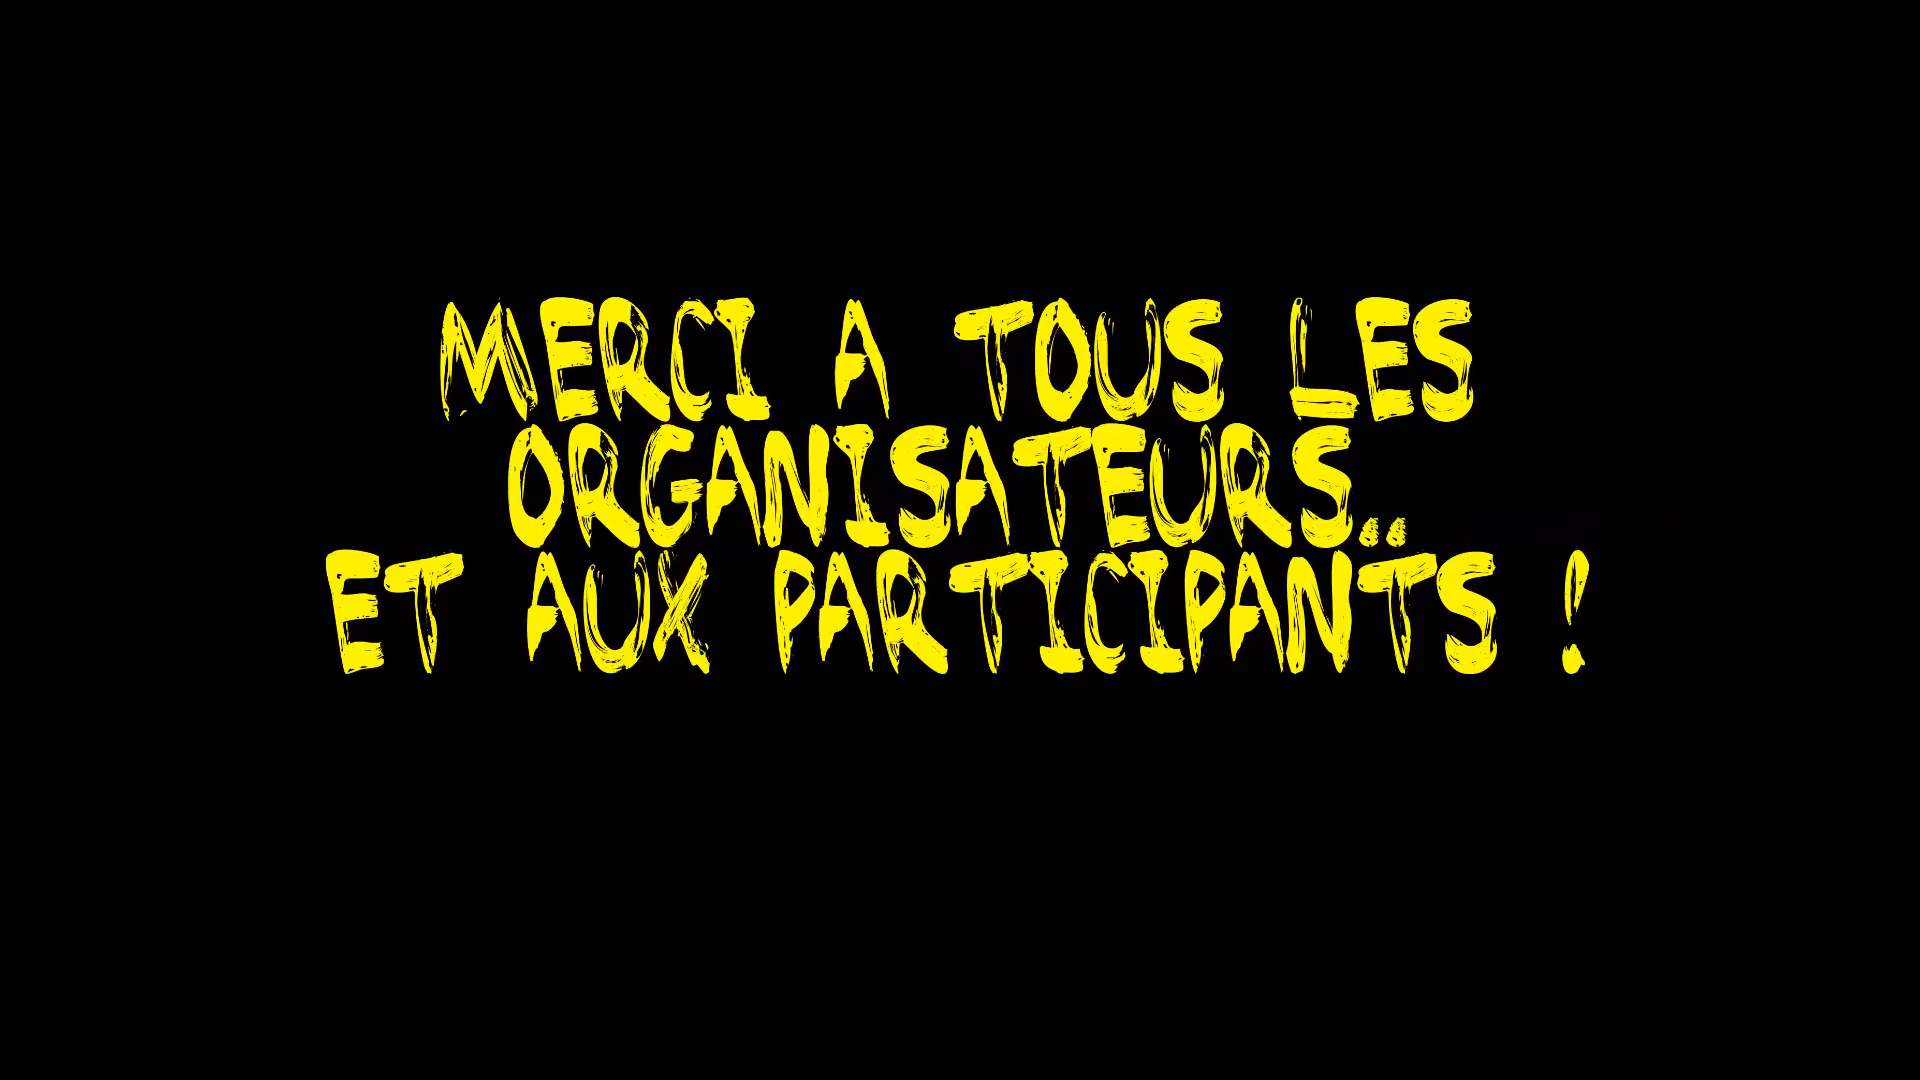 MERCI A TOUS LES
ORGANISATEURS..
ET AUX PARTICIPANTS !